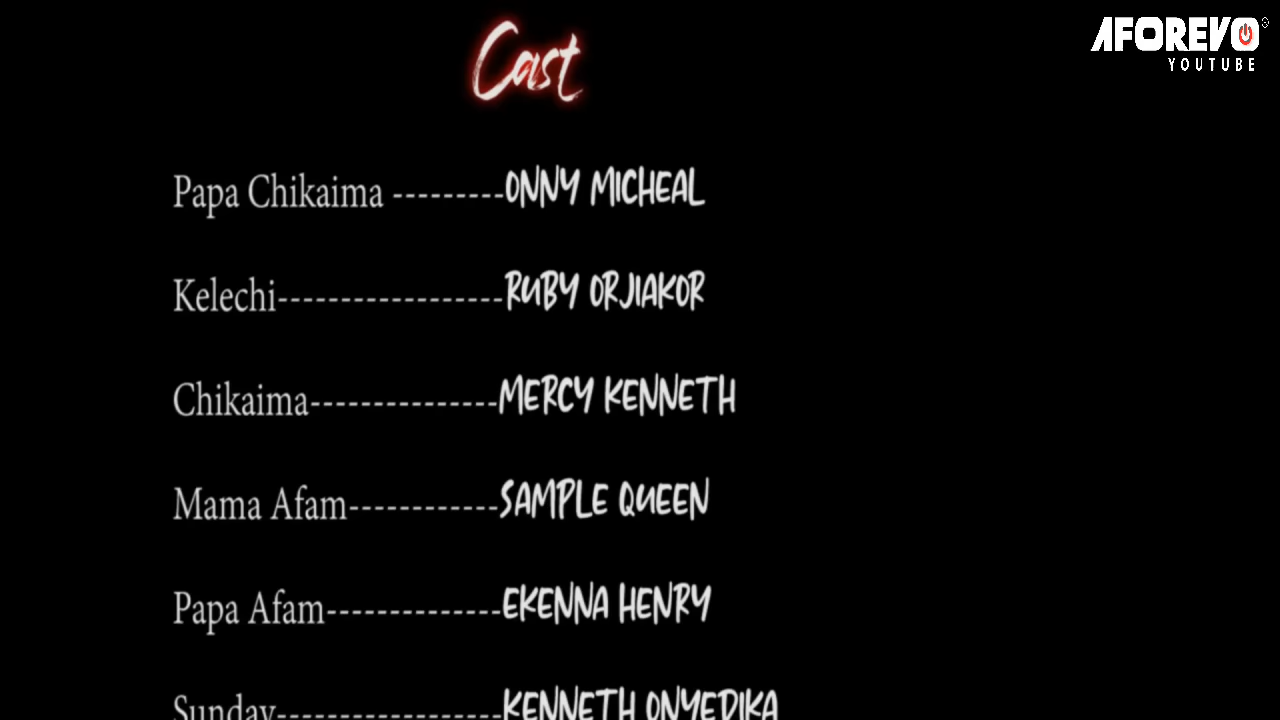 Cast
AFOREVO
YOUTUBE
Papa Chikaima ---------ONNY MICHEAL
Kelechi------------------RUBY ORJIAKOR
Chikaima---------------MERCY KENNETH
Mama Afam------------SAMPLE QUEEN
Papa Afam--------------EKENNA HENRY
Sunday------------------KENNETH ONYEDIKA